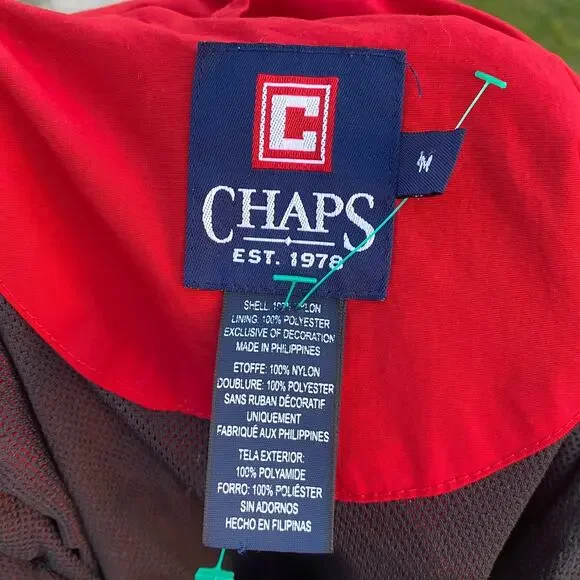 C
CHAPS
EST. 1978
M
SHELL: 100% NYLON
LINING: 100% POLYESTER
EXCLUSIVE OF DECORATION
MADE IN PHILIPPINES
ETOFFE: 100% NYLON
DOUBLURE: 100% POLYESTER
SANS RUBAN DÉCORATIF
UNIQUEMENT
FABRIQUÉ AUX PHILIPPINES
TELA EXTERIOR:
100% POLYAMIDE
FORRO: 100% POLIÉSTER
SIN ADORNOS
HECHO EN FILIPINAS